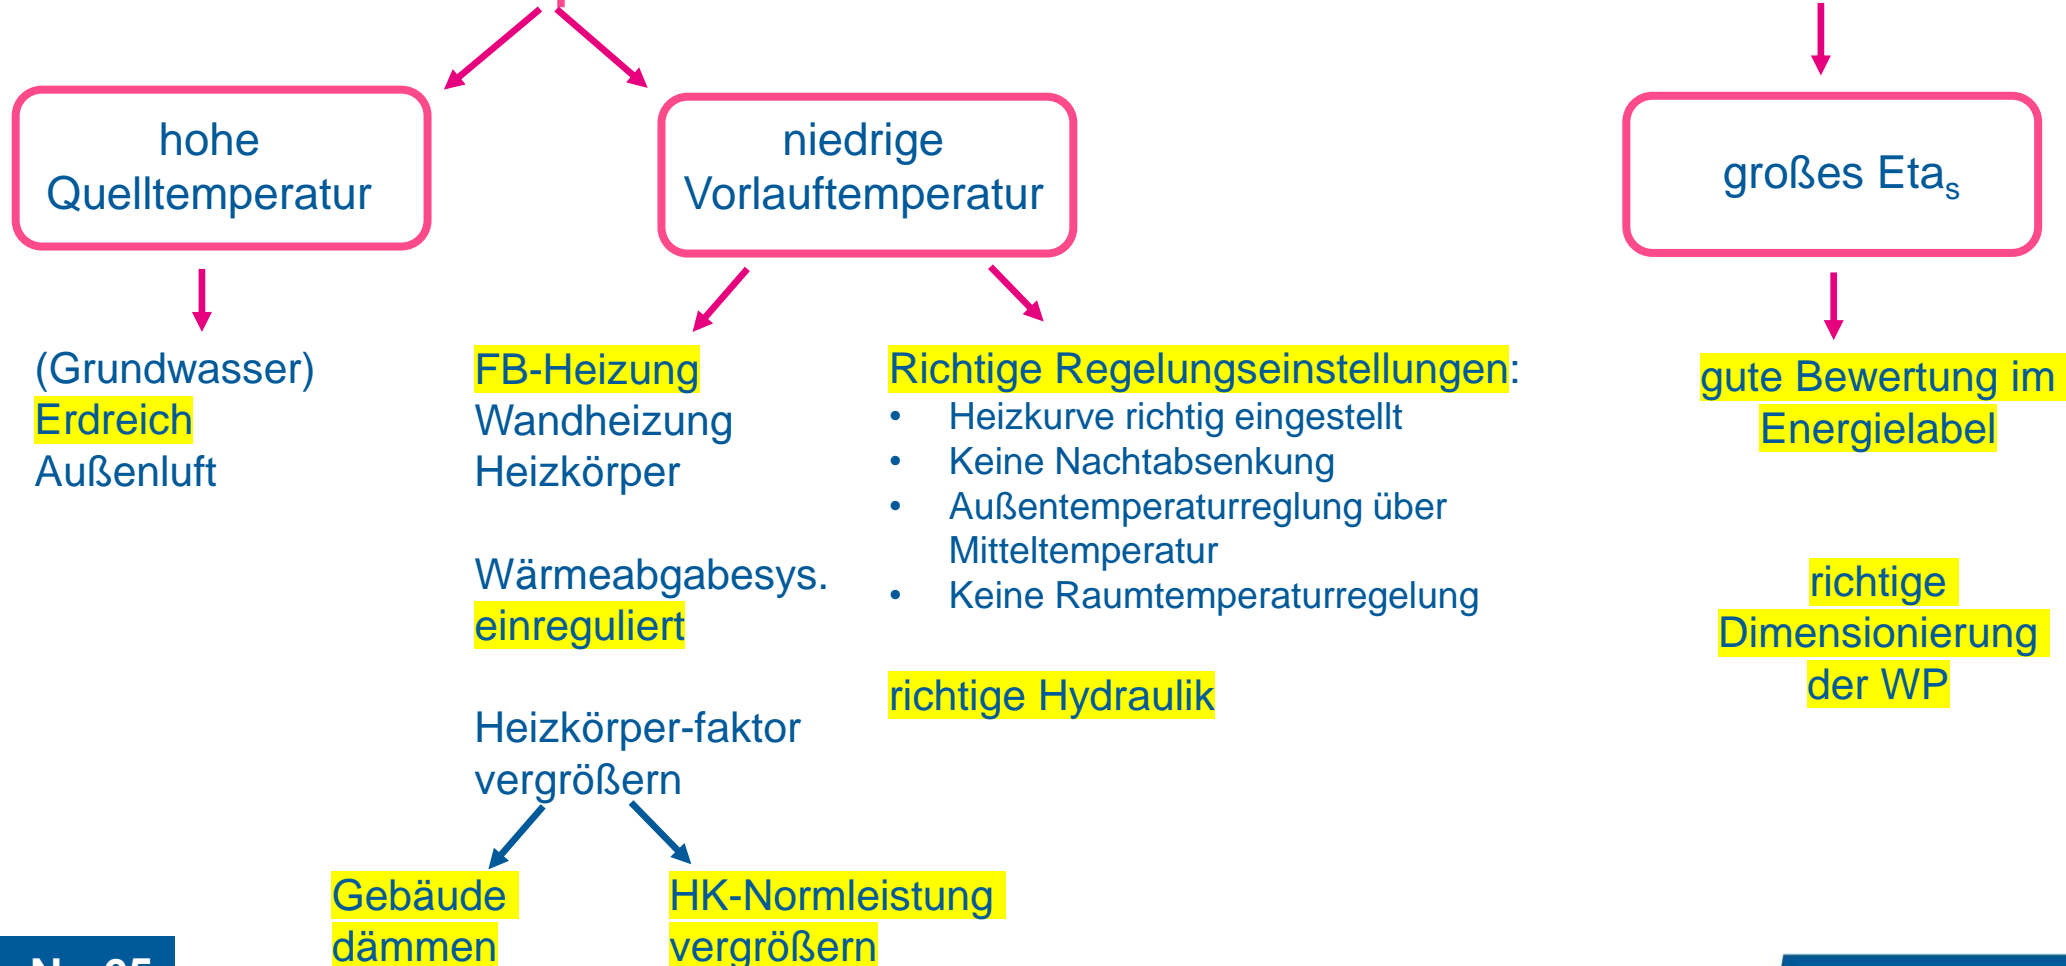 hohe
Quelltemperatur
niedrige
Vorlauftemperatur
großes Eta_s
(Grundwasser)
Erdreich
Außenluft
FB-Heizung
Wandheizung
Heizkörper
Wärmeabgabesys.
einreguliert
Heizkörper-faktor
vergrößern
Gebäude
dämmen
HK-Normleistung
vergrößern
Richtige Regelungseinstellungen:
• Heizkurve richtig eingestellt
• Keine Nachtabsenkung
• Außentemperaturreglung über
Mitteltemperatur
• Keine Raumtemperaturregelung
richtige Hydraulik
gute Bewertung im
Energielabel
richtige
Dimensionierung
der WP